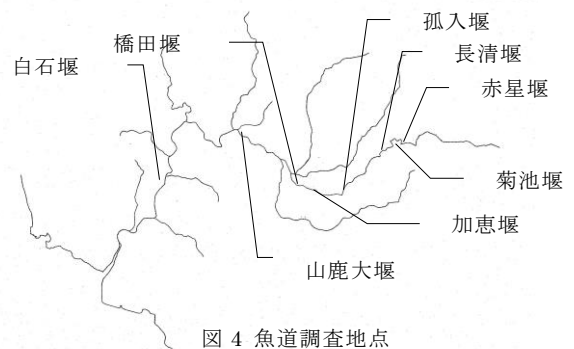 孤入堰
橋田堰
長清堰
白石堰
赤星堰
菊池堰
加恵堰
山鹿大堰
図 4 魚道調査地点